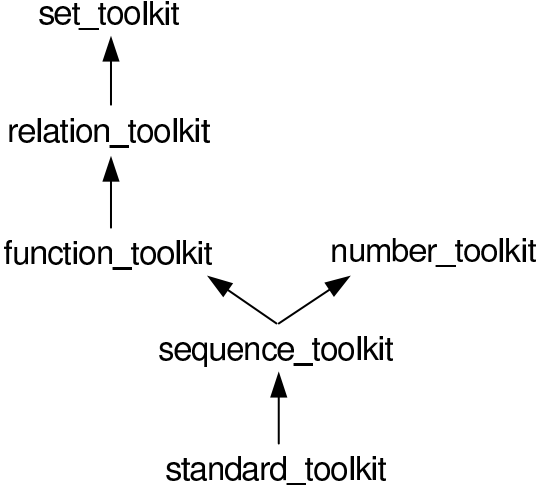 set_toolkit
relation_toolkit
function_toolkit
number_toolkit
sequence_toolkit
standard_toolkit